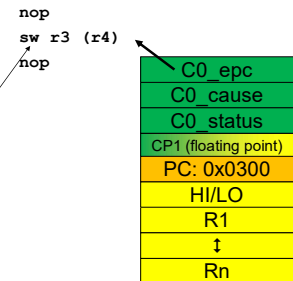 nop
sw r3 (r4)
nop
C0_epc
C0_cause
C0_status
CP1 (floating point)
PC: 0x0300
HI/LO
R1
↕
Rn